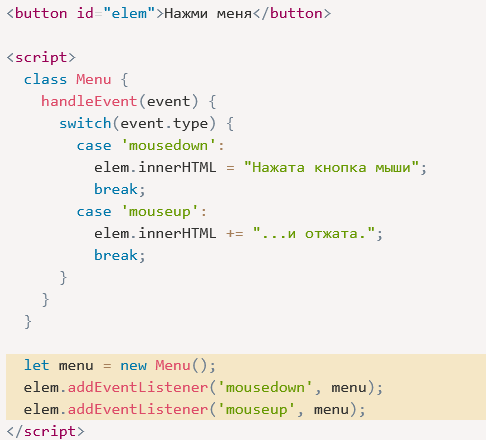 <button id="elem">Нажми меня</button>

<script>
  class Menu {
    handleEvent(event) {
      switch(event.type) {
        case 'mousedown':
          elem.innerHTML = "Нажата кнопка мыши";
          break;
        case 'mouseup':
          elem.innerHTML += "...и отжата.";
          break;
      }
    }
  }

  let menu = new Menu();
  elem.addEventListener('mousedown', menu);
  elem.addEventListener('mouseup', menu);
</script>